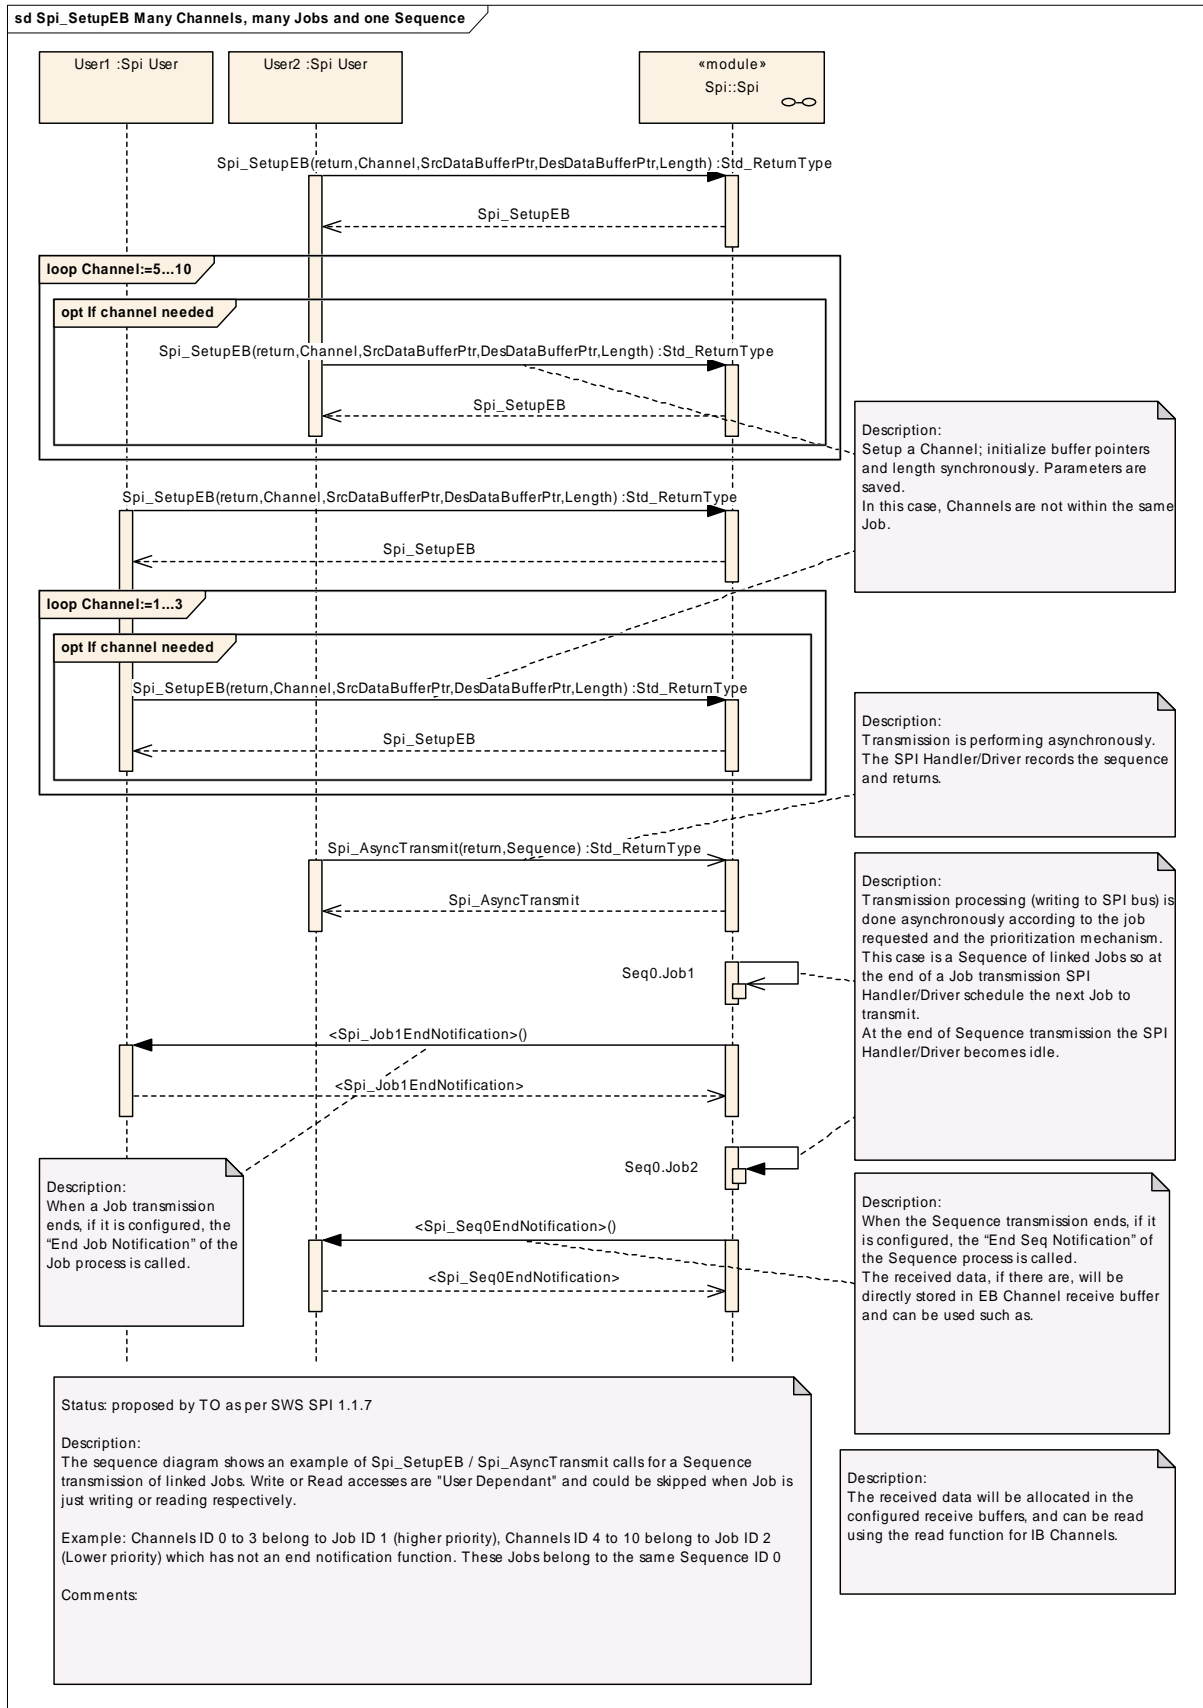 sd Spi_SetupEB Many Channels, many Jobs and one Sequence
User1 :Spi User
User2 :Spi User
«module»
Spi::Spi
Spi_SetupEB(return,Channel,SrcDataBufferPtr,DesDataBufferPtr,Length) :Std_ReturnType
Spi_SetupEB
loop Channel:=5...10
opt If channel needed
Spi_SetupEB(return,Channel,SrcDataBufferPtr,DesDataBufferPtr,Length) :Std_ReturnType
Spi_SetupEB
Description:
Setup a Channel; initialize buffer pointers
and length synchronously. Parameters are
saved.
In this case, Channels are not within the same
Job.
Spi_SetupEB(return,Channel,SrcDataBufferPtr,DesDataBufferPtr,Length) :Std_ReturnType
Spi_SetupEB
loop Channel:=1...3
opt If channel needed
Spi_SetupEB(return,Channel,SrcDataBufferPtr,DesDataBufferPtr,Length) :Std_ReturnType
Spi_SetupEB
Description:
Transmission is performing asynchronously.
The SPI Handler/Driver records the sequence
and returns.
Spi_AsyncTransmit(return,Sequence) :Std_ReturnType
Spi_AsyncTransmit
Description:
Transmission processing (writing to SPI bus) is
done asynchronously according to the job
requested and the prioritization mechanism.
This case is a Sequence of linked Jobs so at
the end of a Job transmission SPI
Handler/Driver schedule the next Job to
transmit.
At the end of Sequence transmission the SPI
Handler/Driver becomes idle.
Seq0.Job1
<Spi_Job1EndNotification>()
<Spi_Job1EndNotification>
Seq0.Job2
Description:
When a Job transmission
ends, if it is configured, the
“End Job Notification” of the
Job process is called.
Description:
When the Sequence transmission ends, if it
is configured, the “End Seq Notification” of
the Sequence process is called.
The received data, if there are, will be
directly stored in EB Channel receive buffer
and can be used such as.
<Spi_Seq0EndNotification>()
<Spi_Seq0EndNotification>
Status: proposed by TO as per SWS SPI 1.1.7
Description:
The sequence diagram shows an example of Spi_SetupEB / Spi_AsyncTransmit calls for a Sequence
transmission of linked Jobs. Write or Read accesses are "User Dependant" and could be skipped when Job is
just writing or reading respectively.
Example: Channels ID 0 to 3 belong to Job ID 1 (higher priority), Channels ID 4 to 10 belong to Job ID 2
(Lower priority) which has not an end notification function. These Jobs belong to the same Sequence ID 0
Comments:
Description:
The received data will be allocated in the
configured receive buffers, and can be read
using the read function for IB Channels.